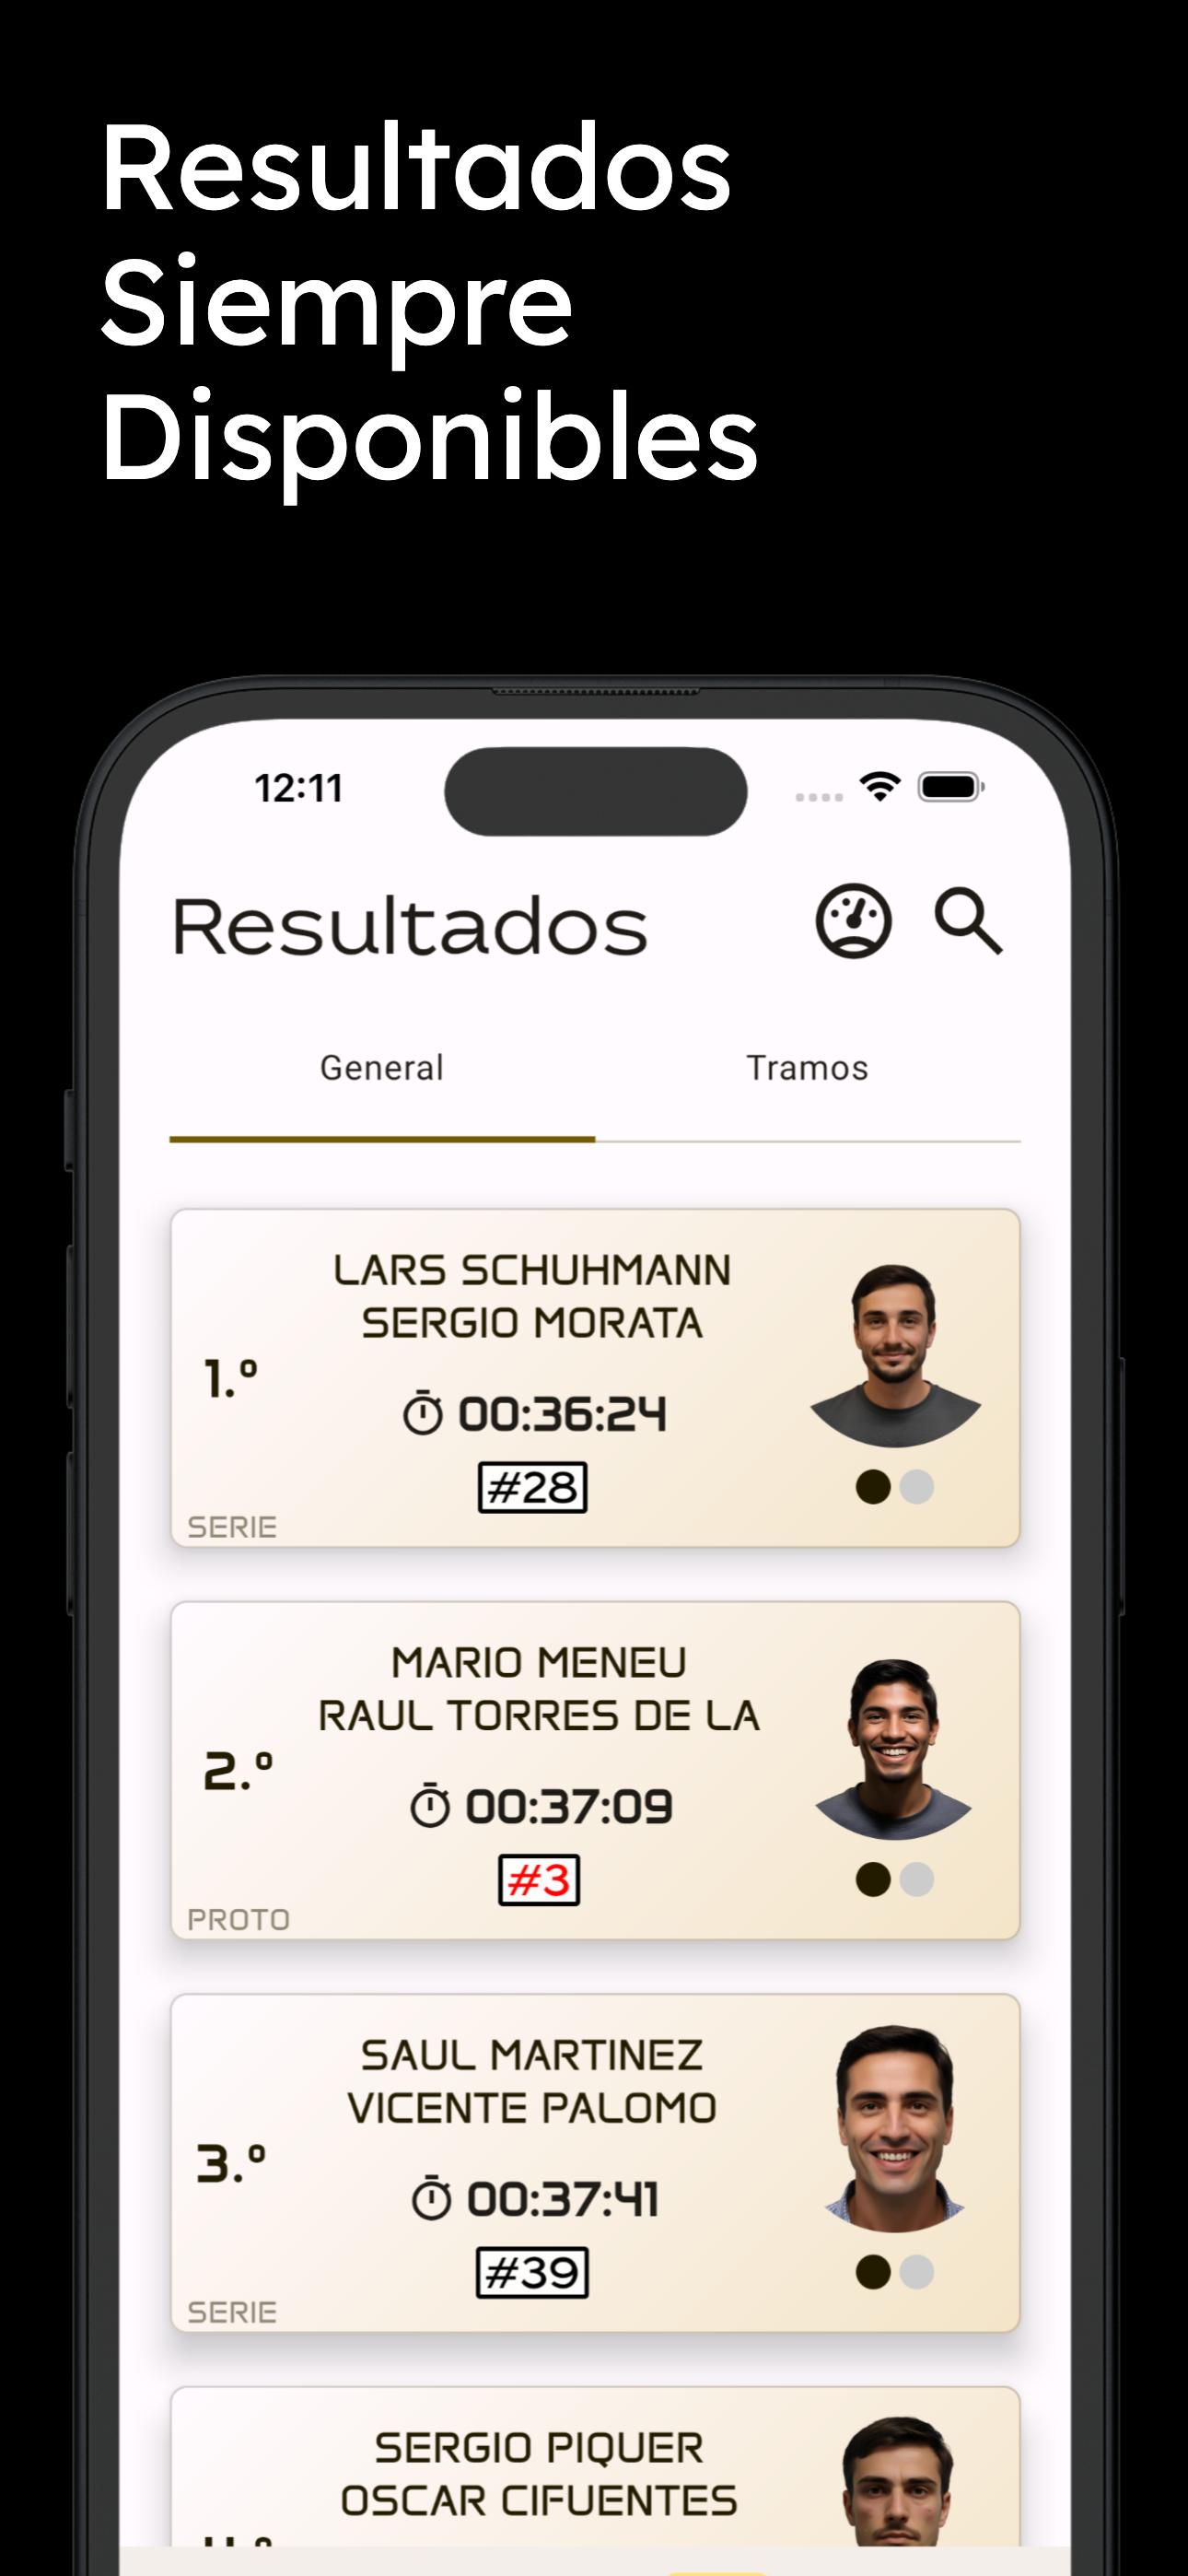 Resultados
Siempre
Disponibles
12:11
Resultados
General
Tramos
LARS SCHUHMANN
SERGIO MORATA
1.º
00:36:24
#28
SERIE
MARIO MENEU
RAUL TORRES DE LA
2.º
00:37:09
#3
PROTO
SAUL MARTINEZ
VICENTE PALOMO
3.º
00:37:41
#39
SERIE
SERGIO PIQUER
OSCAR CIFUENTES